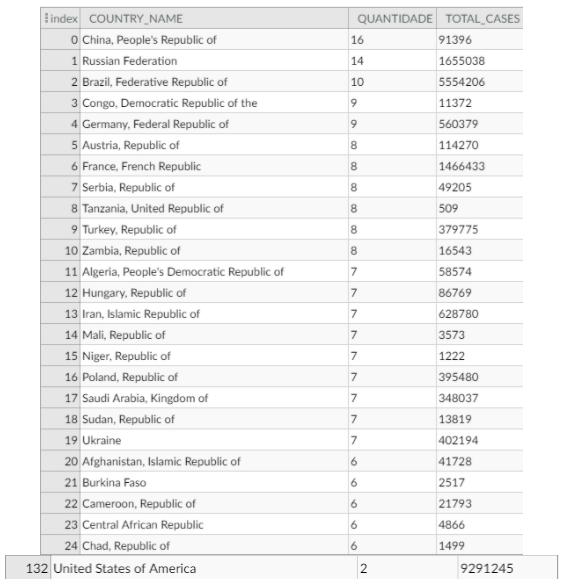 index COUNTRY_NAME QUANTIDADE TOTAL_CASES
0 China, People's Republic of 16 91396
1 Russian Federation 14 1655038
2 Brazil, Federative Republic of 10 5554206
3 Congo, Democratic Republic of the 9 11372
4 Germany, Federal Republic of 9 560379
5 Austria, Republic of 8 114270
6 France, French Republic 8 1466433
7 Serbia, Republic of 8 49205
8 Tanzania, United Republic of 8 509
9 Turkey, Republic of 8 379775
10 Zambia, Republic of 8 16543
11 Algeria, People's Democratic Republic of 7 58574
12 Hungary, Republic of 7 86769
13 Iran, Islamic Republic of 7 628780
14 Mali, Republic of 7 3573
15 Niger, Republic of 7 1222
16 Poland, Republic of 7 395480
17 Saudi Arabia, Kingdom of 7 348037
18 Sudan, Republic of 7 13819
19 Ukraine 7 402194
20 Afghanistan, Islamic Republic of 6 41728
21 Burkina Faso 6 2517
22 Cameroon, Republic of 6 21793
23 Central African Republic 6 4866
24 Chad, Republic of 6 1499
132 United States of America 2 9291245